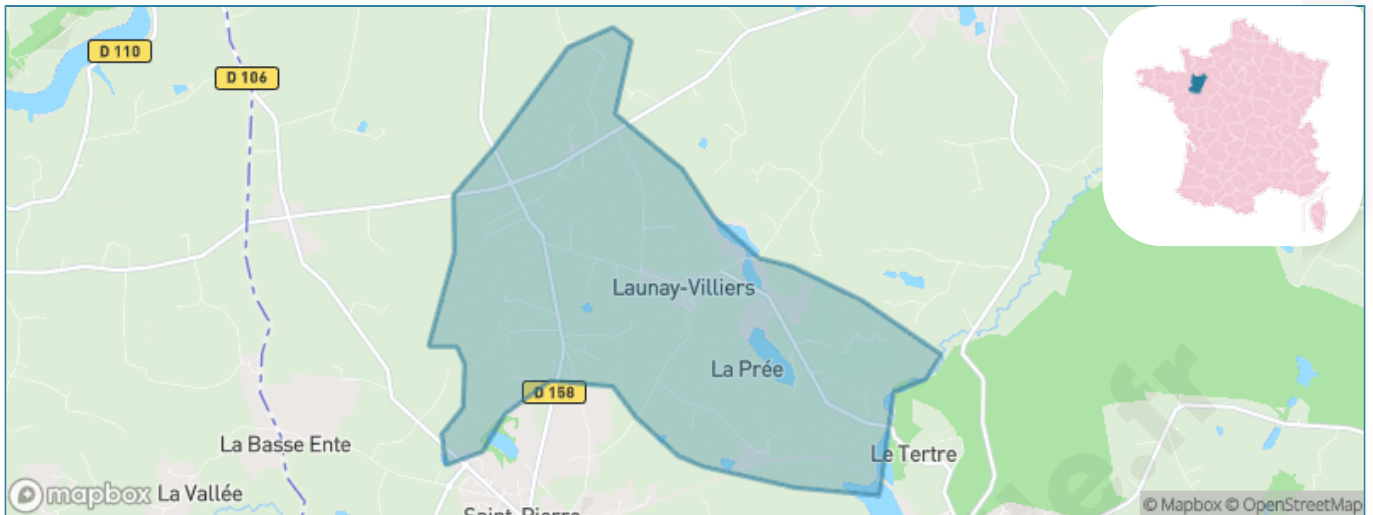 D 110
D 106
Launay-Villiers
La Prée
D 158
La Basse Ente
Le Tertre
mapbox
La Vallée
Saint-Pierre
© Mapbox © OpenStreetMap